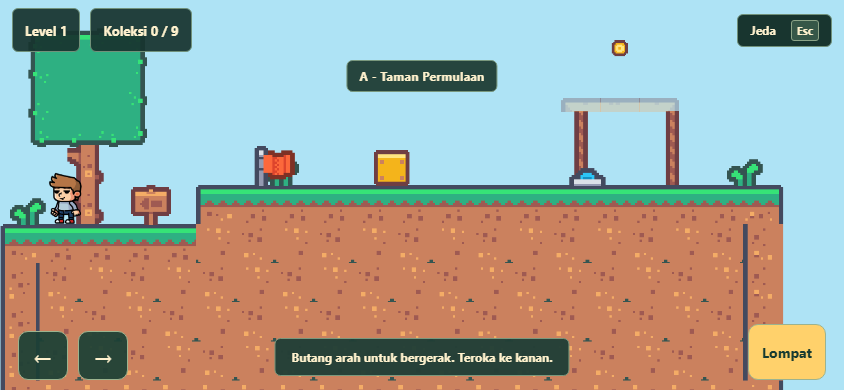 Level 1
Koleksi 0 / 9
Jeda Esc
A - Taman Permulaan
← →
Butang arah untuk bergerak. Teroka ke kanan.
Lompat